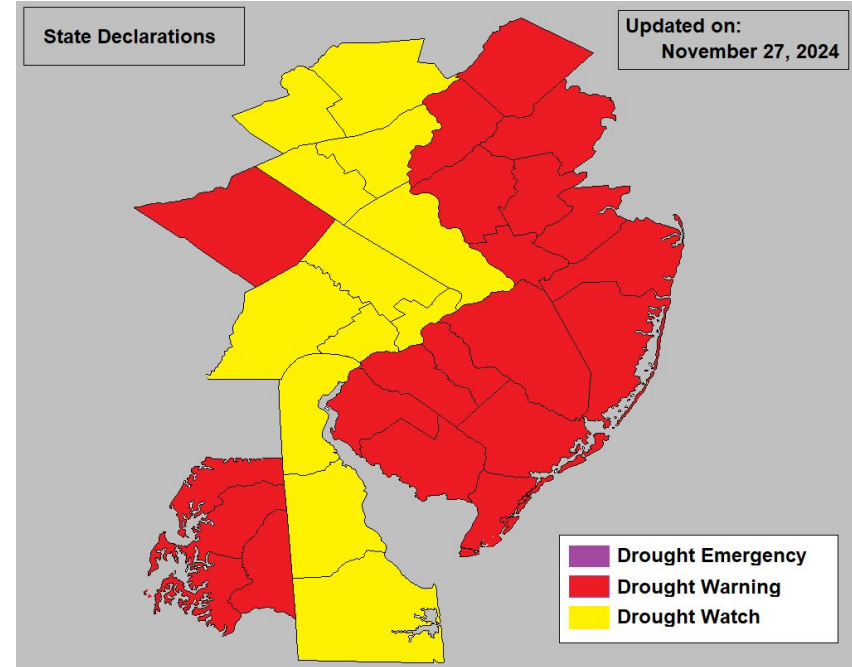 State Declarations
Updated on:
November 27, 2024
Drought Emergency
Drought Warning
Drought Watch